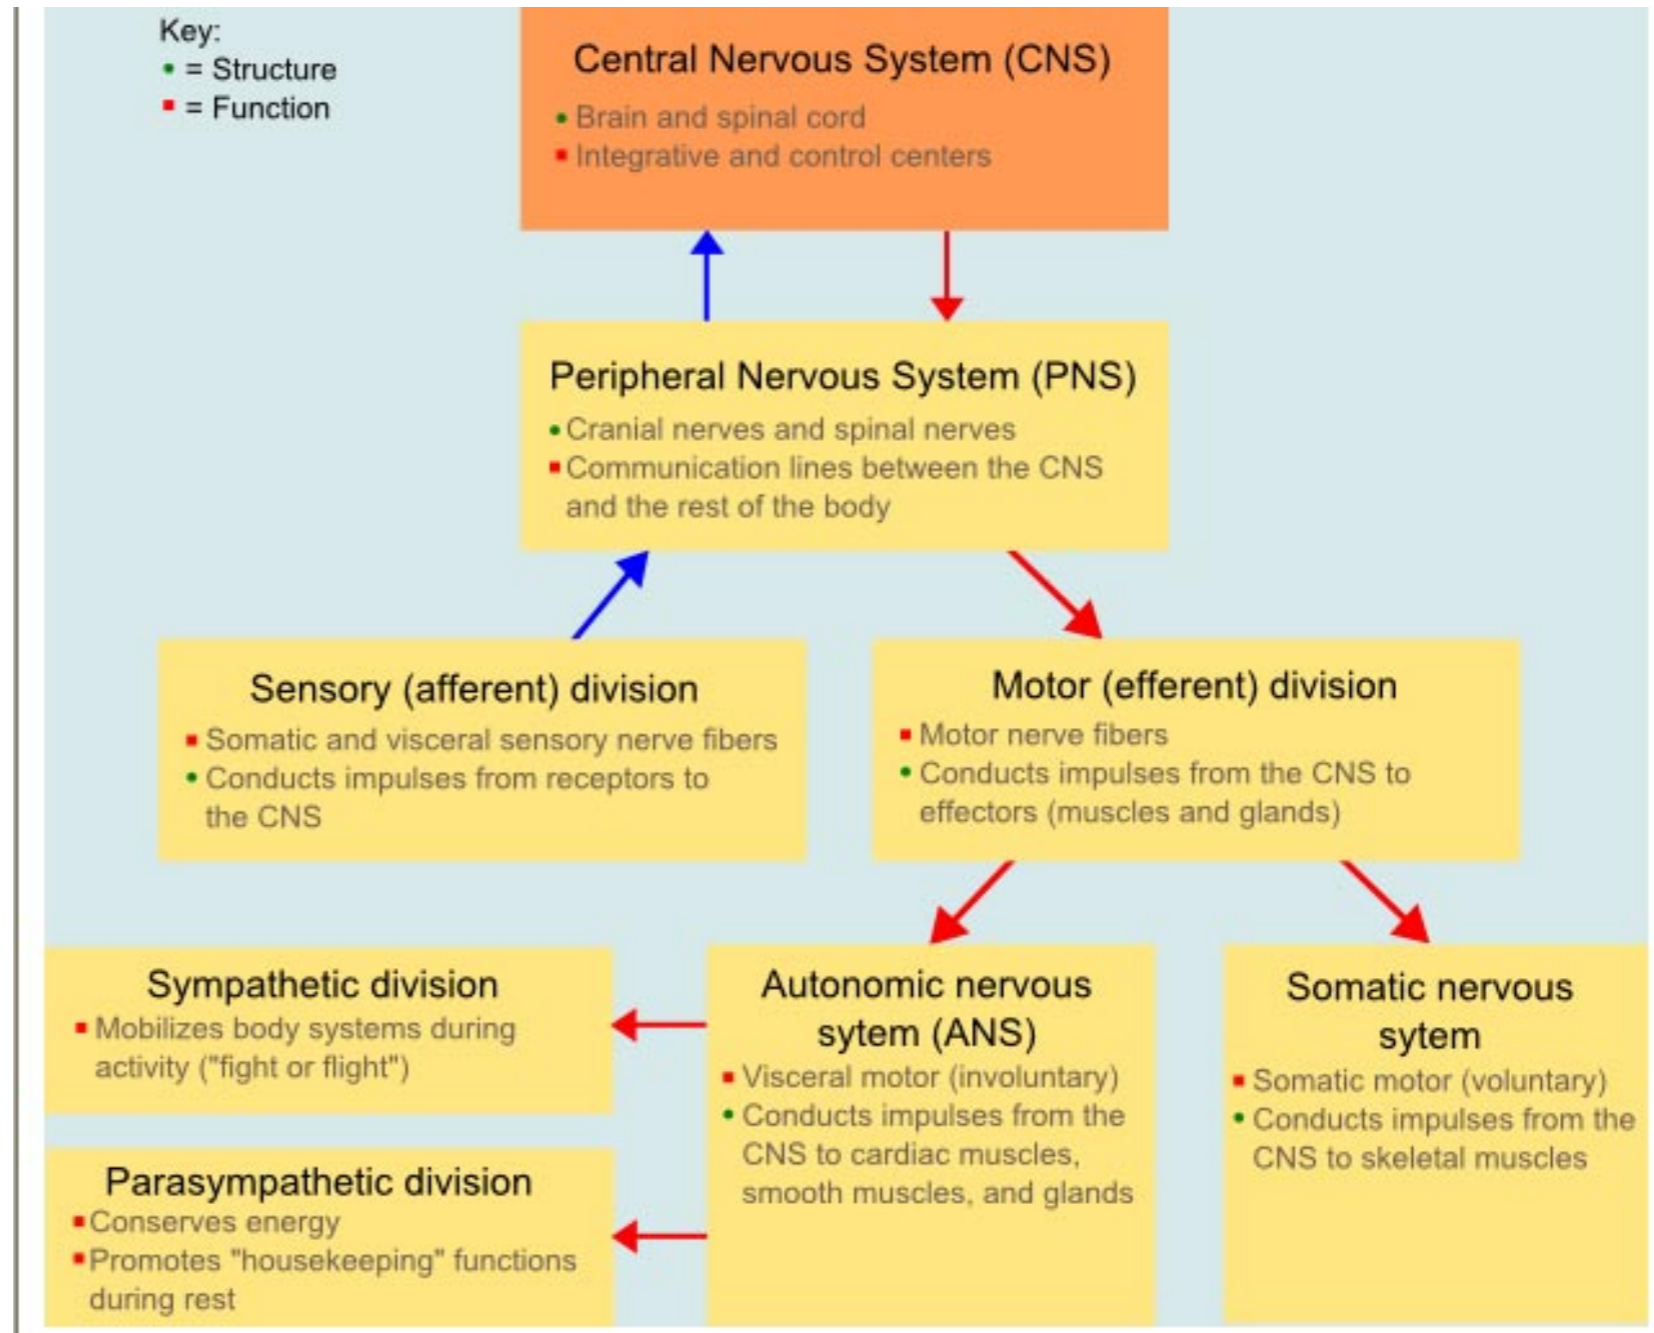 Key:
• = Structure
▪ = Function
Central Nervous System (CNS)
• Brain and spinal cord
▪ Integrative and control centers
Peripheral Nervous System (PNS)
• Cranial nerves and spinal nerves
▪ Communication lines between the CNS
and the rest of the body
Sensory (afferent) division
▪ Somatic and visceral sensory nerve fibers
• Conducts impulses from receptors to
the CNS
Motor (efferent) division
▪ Motor nerve fibers
• Conducts impulses from the CNS to
effectors (muscles and glands)
Sympathetic division
▪ Mobilizes body systems during
activity ("fight or flight")
Autonomic nervous
sytem (ANS)
▪ Visceral motor (involuntary)
• Conducts impulses from the
CNS to cardiac muscles,
smooth muscles, and glands
Somatic nervous
sytem
▪ Somatic motor (voluntary)
• Conducts impulses from the
CNS to skeletal muscles
Parasympathetic division
▪ Conserves energy
▪ Promotes "housekeeping" functions
during rest